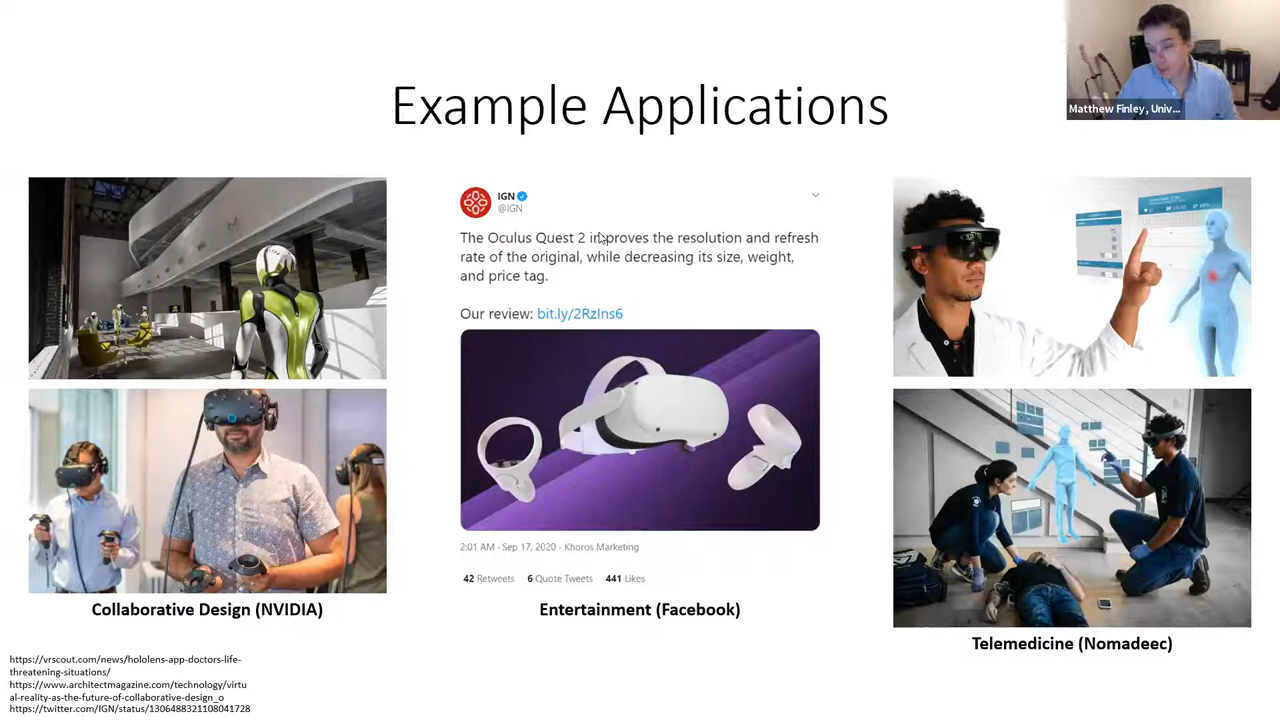 Matthew Finley, Univ...
Example Applications
IGN
@IGN
The Oculus Quest 2 improves the resolution and refresh
rate of the original, while decreasing its size, weight,
and price tag.
Our review: bit.ly/2RzIns6
2:01 AM · Sep 17, 2020 · Khoros Marketing
42 Retweets 6 Quote Tweets 441 Likes
Collaborative Design (NVIDIA)
Entertainment (Facebook)
Telemedicine (Nomadeec)
https://vrscout.com/news/hololens-app-doctors-life-
threatening-situations/
https://www.architectmagazine.com/technology/virtu
al-reality-as-the-future-of-collaborative-design_o
https://twitter.com/IGN/status/1306488321108041728